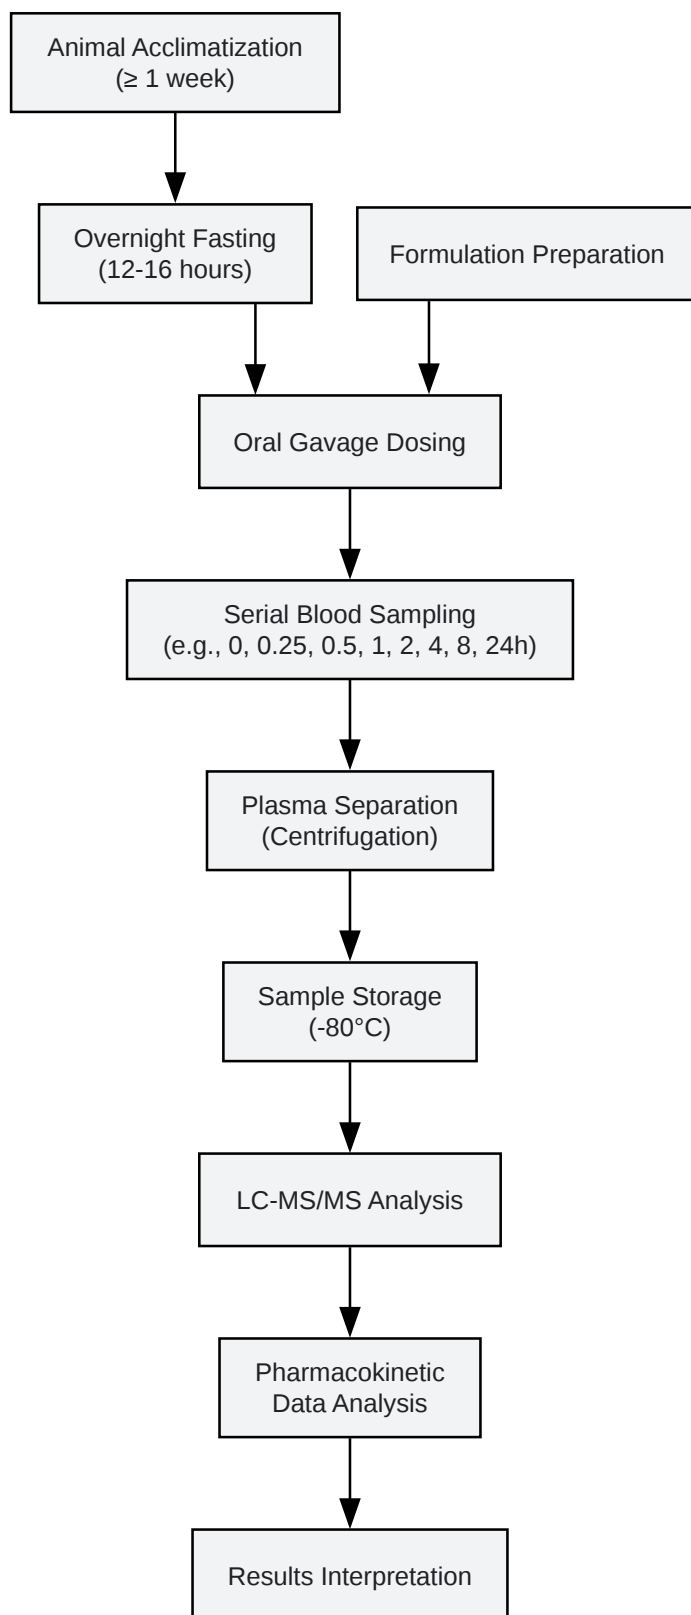 Animal Acclimatization
(≥ 1 week)
Overnight Fasting
(12-16 hours)
Formulation Preparation
Oral Gavage Dosing
Serial Blood Sampling
(e.g., 0, 0.25, 0.5, 1, 2, 4, 8, 24h)
Plasma Separation
(Centrifugation)
Sample Storage
(-80°C)
LC-MS/MS Analysis
Pharmacokinetic
Data Analysis
Results Interpretation